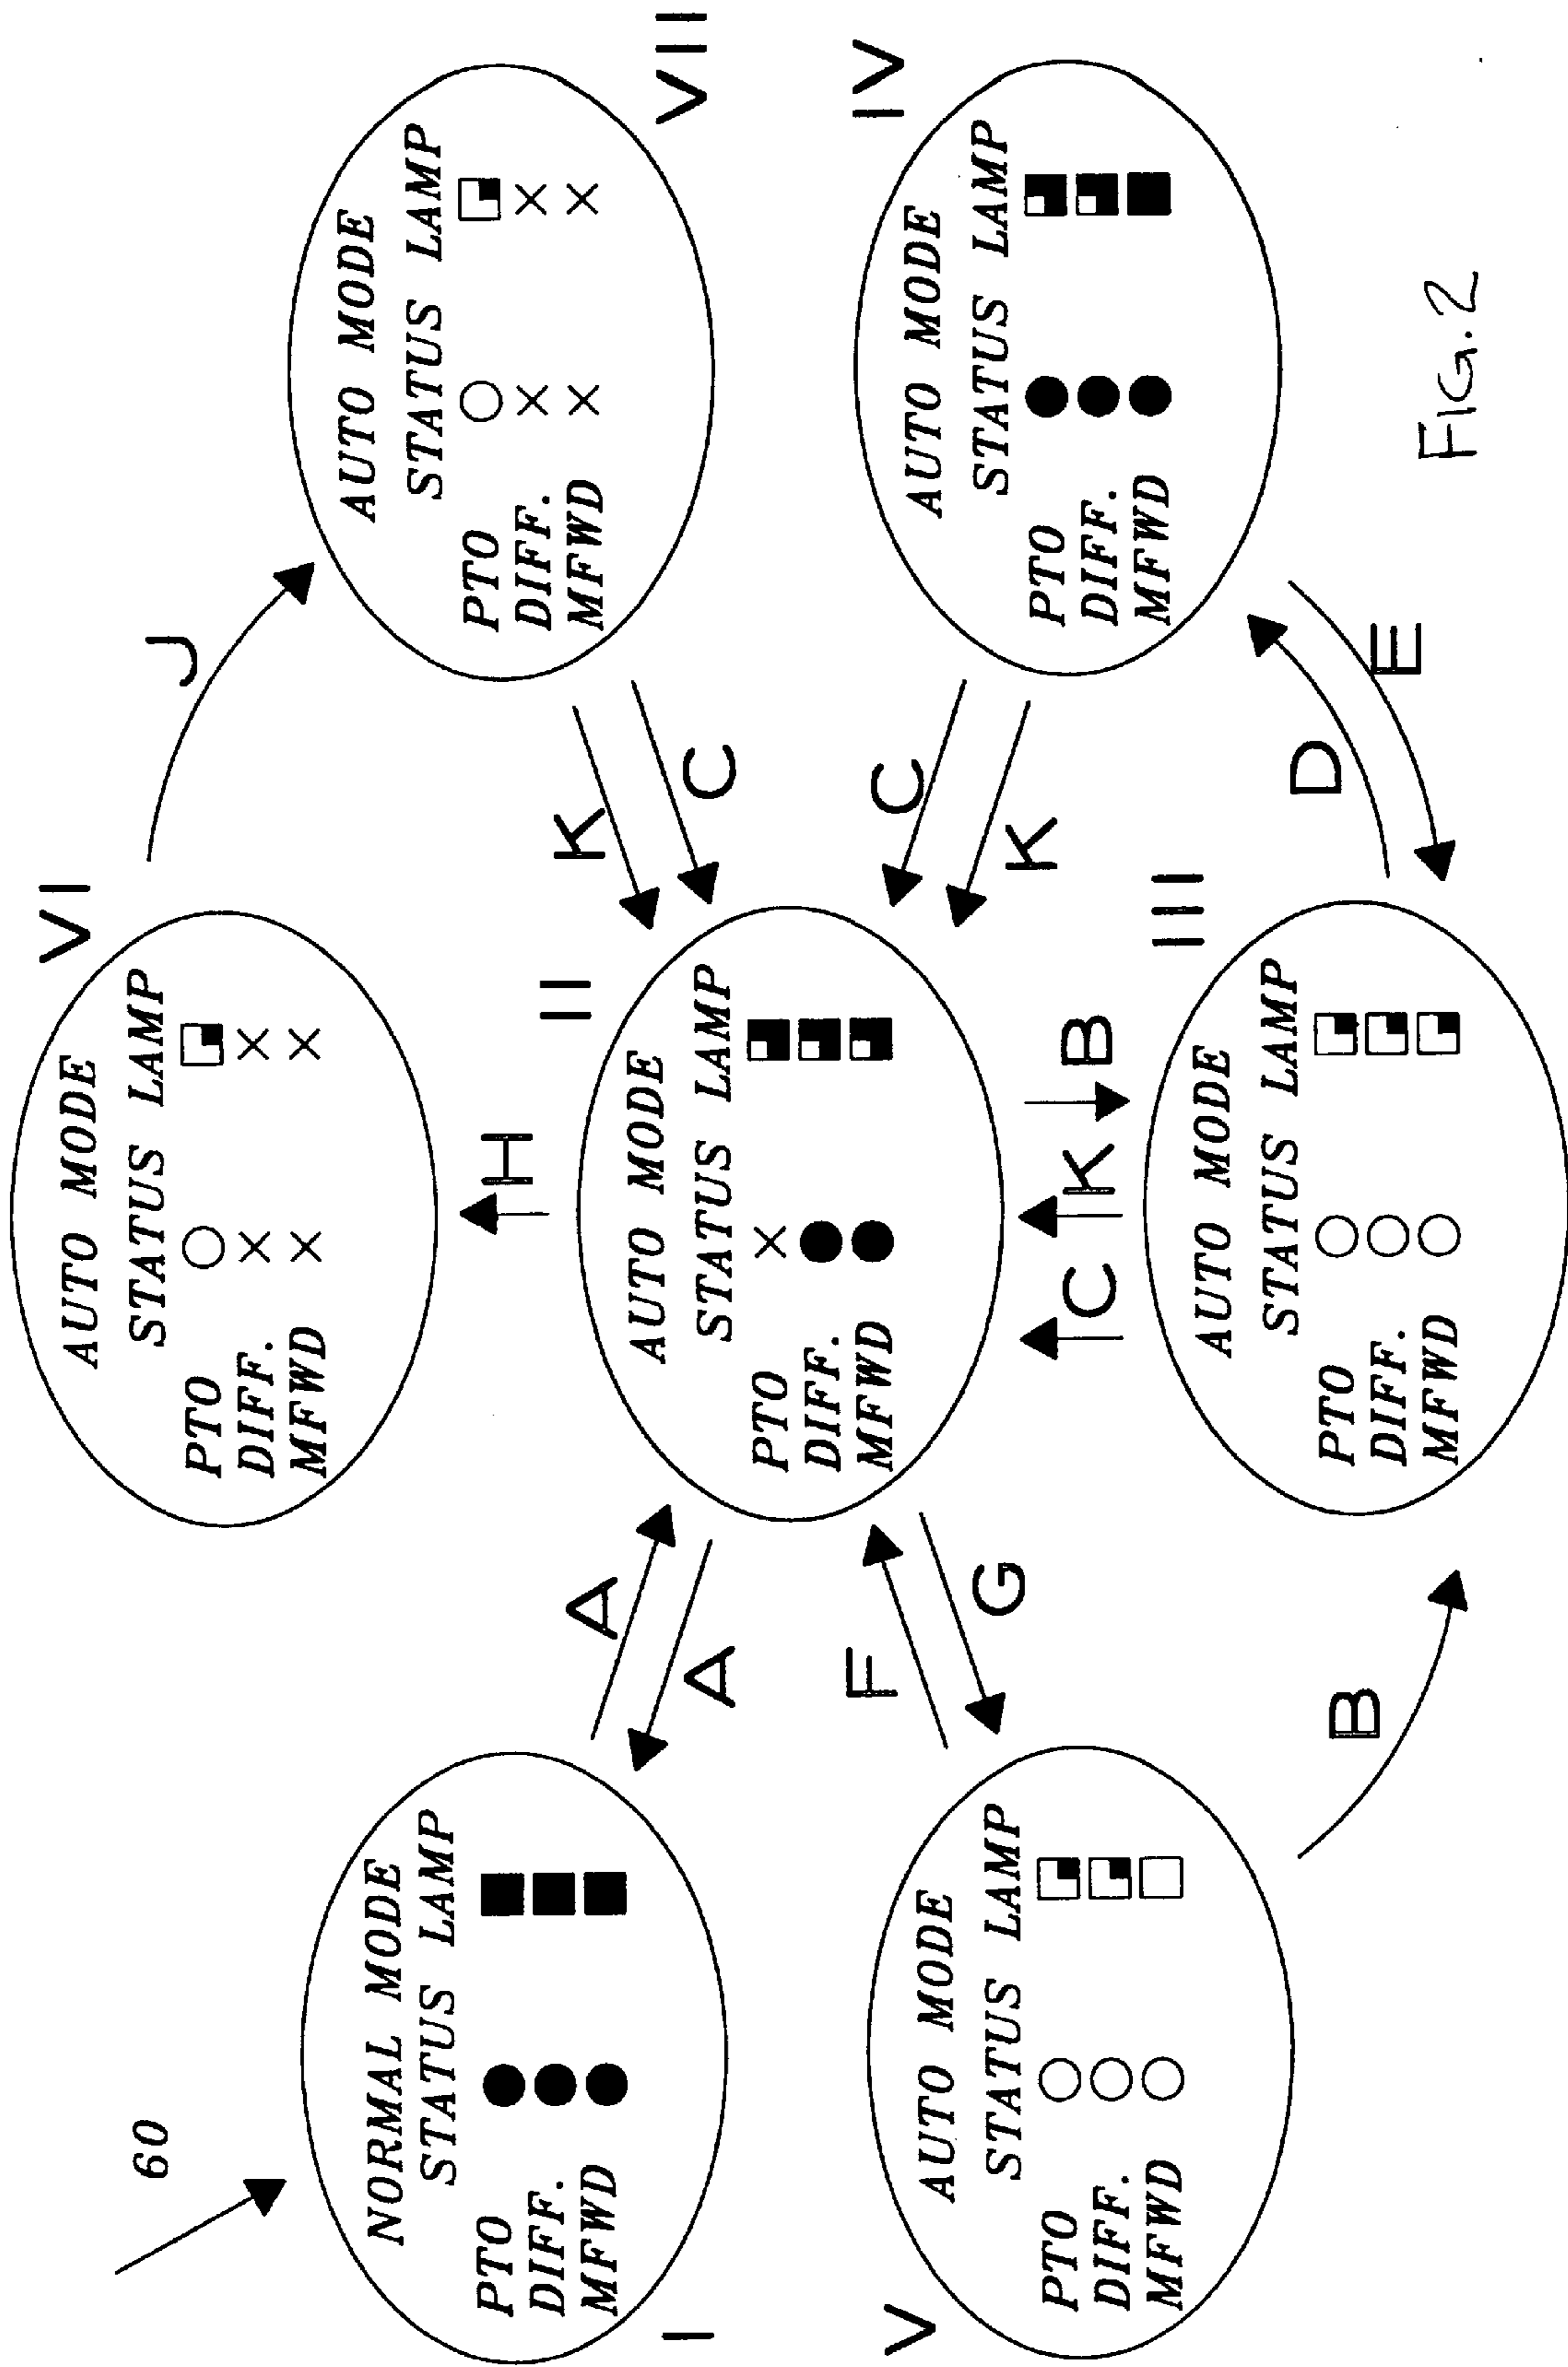 60
I
NORMAL MODE
STATUS LAMP
PTO
DIFF.
MFWD
V
AUTO MODE
STATUS LAMP
PTO
DIFF.
MFWD
A
A
F
G
B
VI
AUTO MODE
STATUS LAMP
PTO
DIFF.
MFWD
H
II
AUTO MODE
STATUS LAMP
PTO
DIFF.
MFWD
C
K
B
III
AUTO MODE
STATUS LAMP
PTO
DIFF.
MFWD
J
K
C
C
K
D
E
VII
AUTO MODE
STATUS LAMP
PTO
DIFF.
MFWD
IV
AUTO MODE
STATUS LAMP
PTO
DIFF.
MFWD
FIG. 2